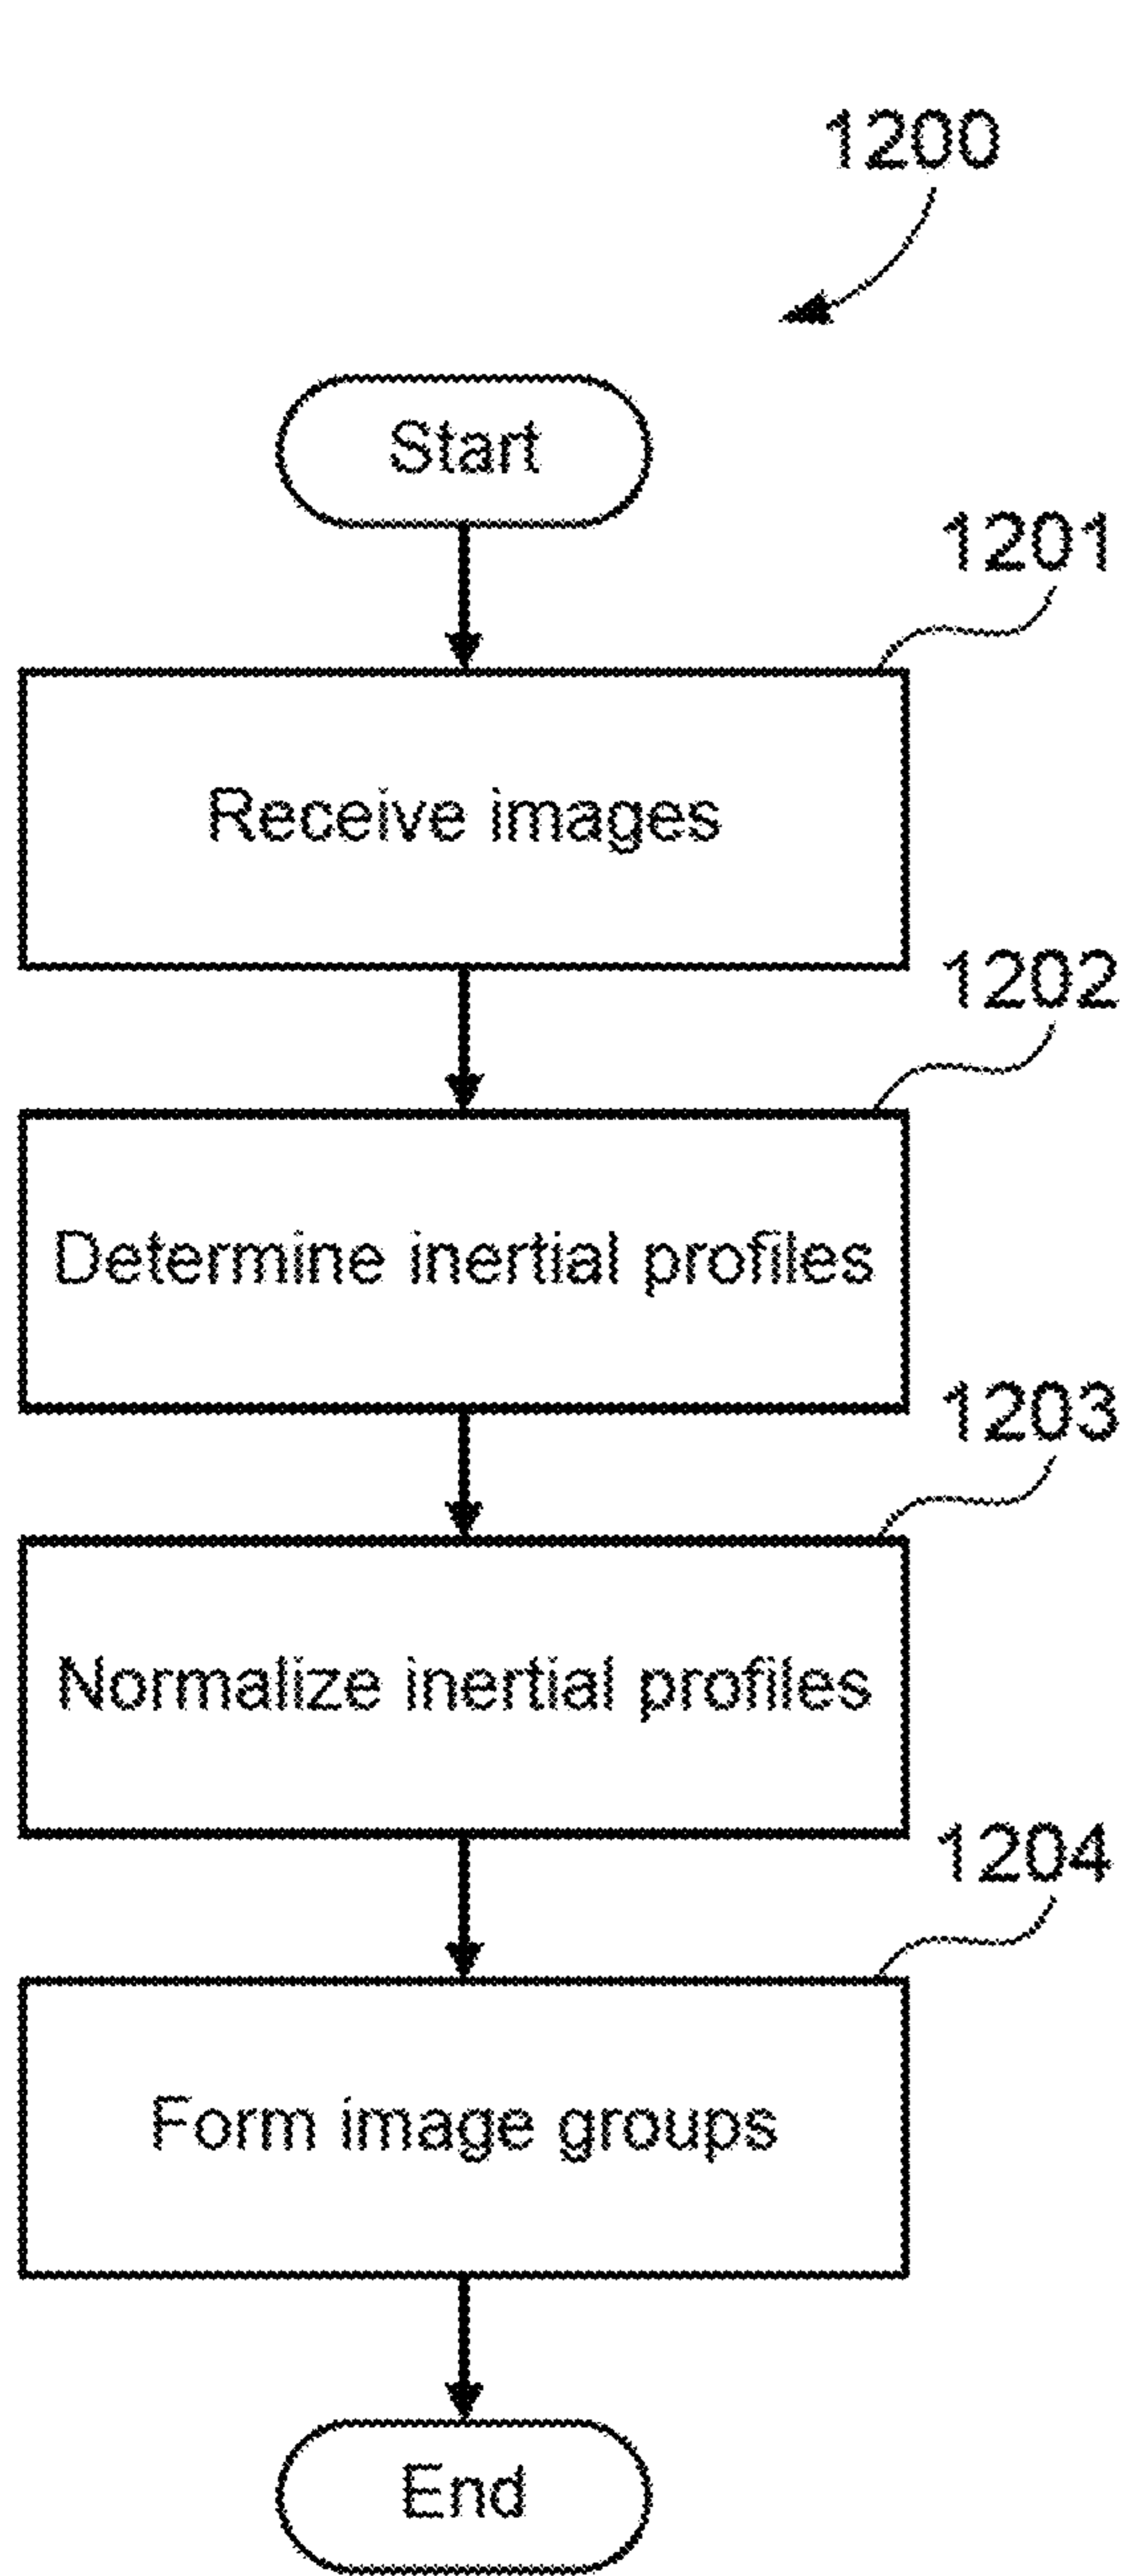 1200
Start
1201
Receive images
1202
Determine inertial profiles
1203
Normalize inertial profiles
1204
Form image groups
End